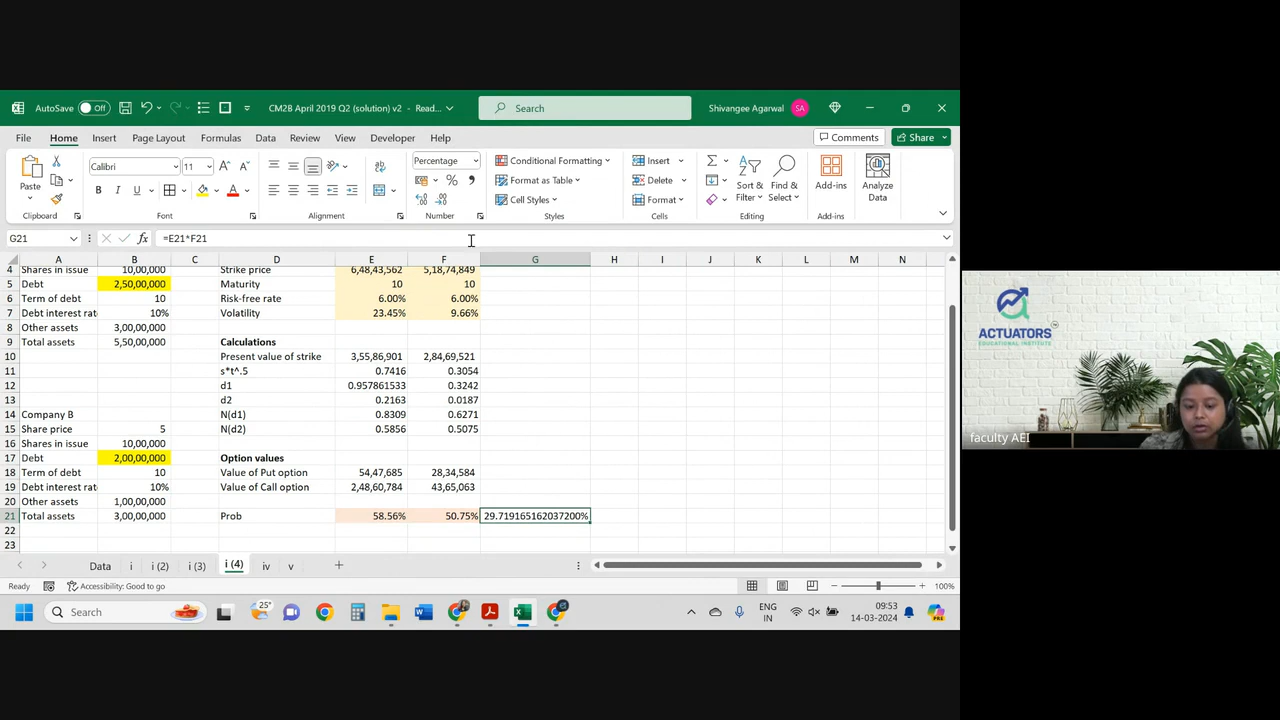 AutoSave Off CM2B April 2019 Q2 (solution) v2 - Read... Search Shivangee Agarwal SA
File Home Insert Page Layout Formulas Data Review View Developer Help Comments Share
Paste Calibri 11 Percentage Conditional Formatting Format as Table Cell Styles Insert Delete Format Sort & Filter Find & Select Add-ins Analyze Data
Clipboard Font Alignment Number Styles Cells Editing Add-ins
G21 fx =E21*F21
A B C D E F G H I J K L M N
4 Shares in issue 10,00,000 Strike price 6,48,43,562 5,18,74,849
5 Debt 2,50,00,000 Maturity 10 10
6 Term of debt 10 Risk-free rate 6.00% 6.00%
7 Debt interest rat 10% Volatility 23.45% 9.66%
8 Other assets 3,00,00,000
9 Total assets 5,50,00,000 Calculations
10 Present value of strike 3,55,86,901 2,84,69,521
11 s*t^.5 0.7416 0.3054
12 d1 0.957861533 0.3242
13 d2 0.2163 0.0187
14 Company B N(d1) 0.8309 0.6271
15 Share price 5 N(d2) 0.5856 0.5075
16 Shares in issue 10,00,000
17 Debt 2,00,00,000 Option values
18 Term of debt 10 Value of Put option 54,47,685 28,34,584
19 Debt interest rat 10% Value of Call option 2,48,60,784 43,65,063
20 Other assets 1,00,00,000
21 Total assets 3,00,00,000 Prob 58.56% 50.75% 29.719165162037200%
22
23
Data i i (2) i (3) i (4) iv v
Ready Accessibility: Good to go 100%
Search 25° ENG IN 09:53 14-03-2024
ACTUATORS
EDUCATIONAL INSTITUTE
faculty AEI